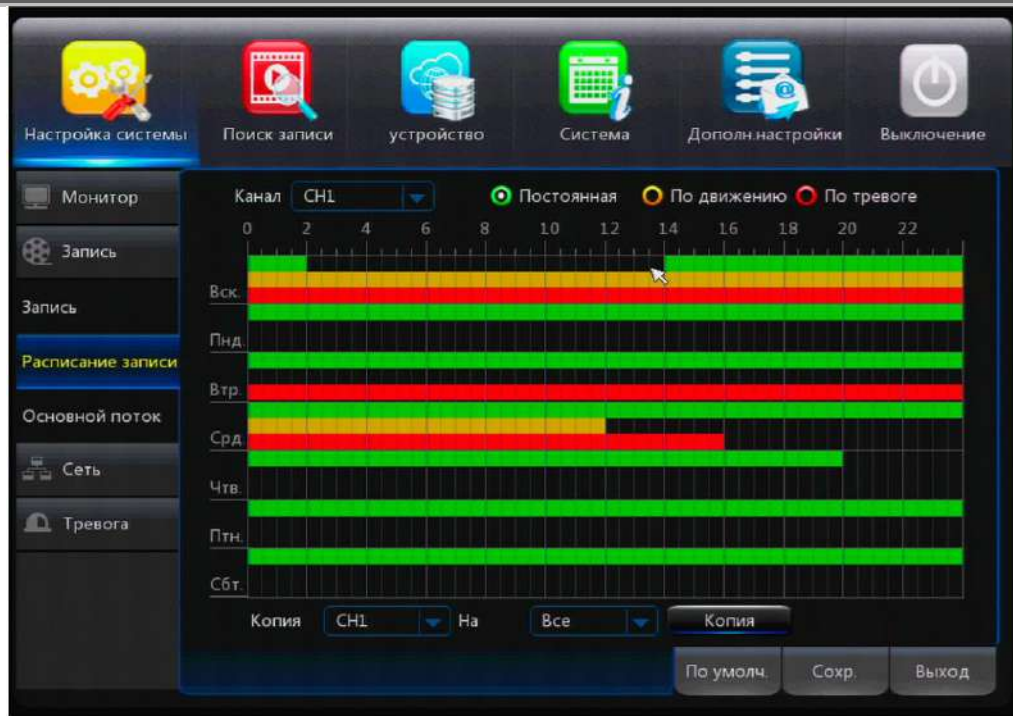 Настройка системы Поиск записи устройство Система Дополн.настройки Выключение
Монитор
Запись
Запись
Расписание записи
Основной поток
Сеть
Тревога
Канал CH1 Постоянная По движению По тревоге
0 2 4 6 8 10 12 14 16 18 20 22
Вск.
Пнд.
Втр.
Срд.
Чтв.
Птн.
Сбт.
Копия CH1 На Все Копия
По умолч. Сохр. Выход